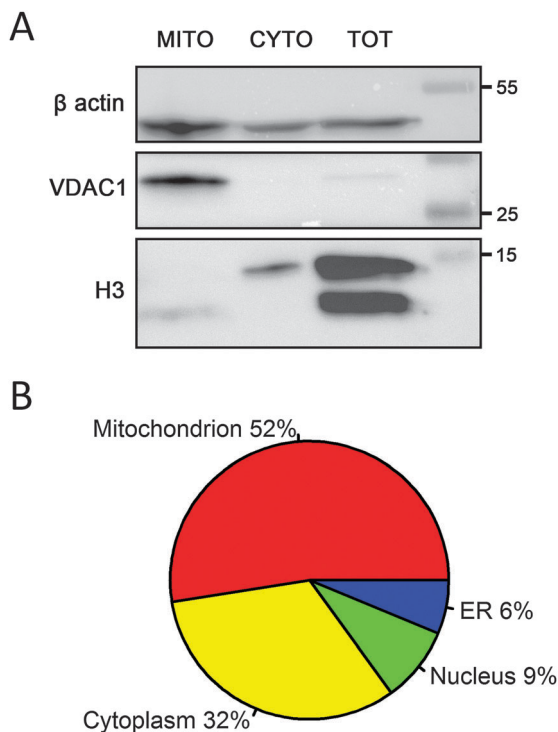 A
MITO CYTO TOT
β actin
55
VDAC1
25
15
H3
B
Mitochondrion 52%
ER 6%
Nucleus 9%
Cytoplasm 32%